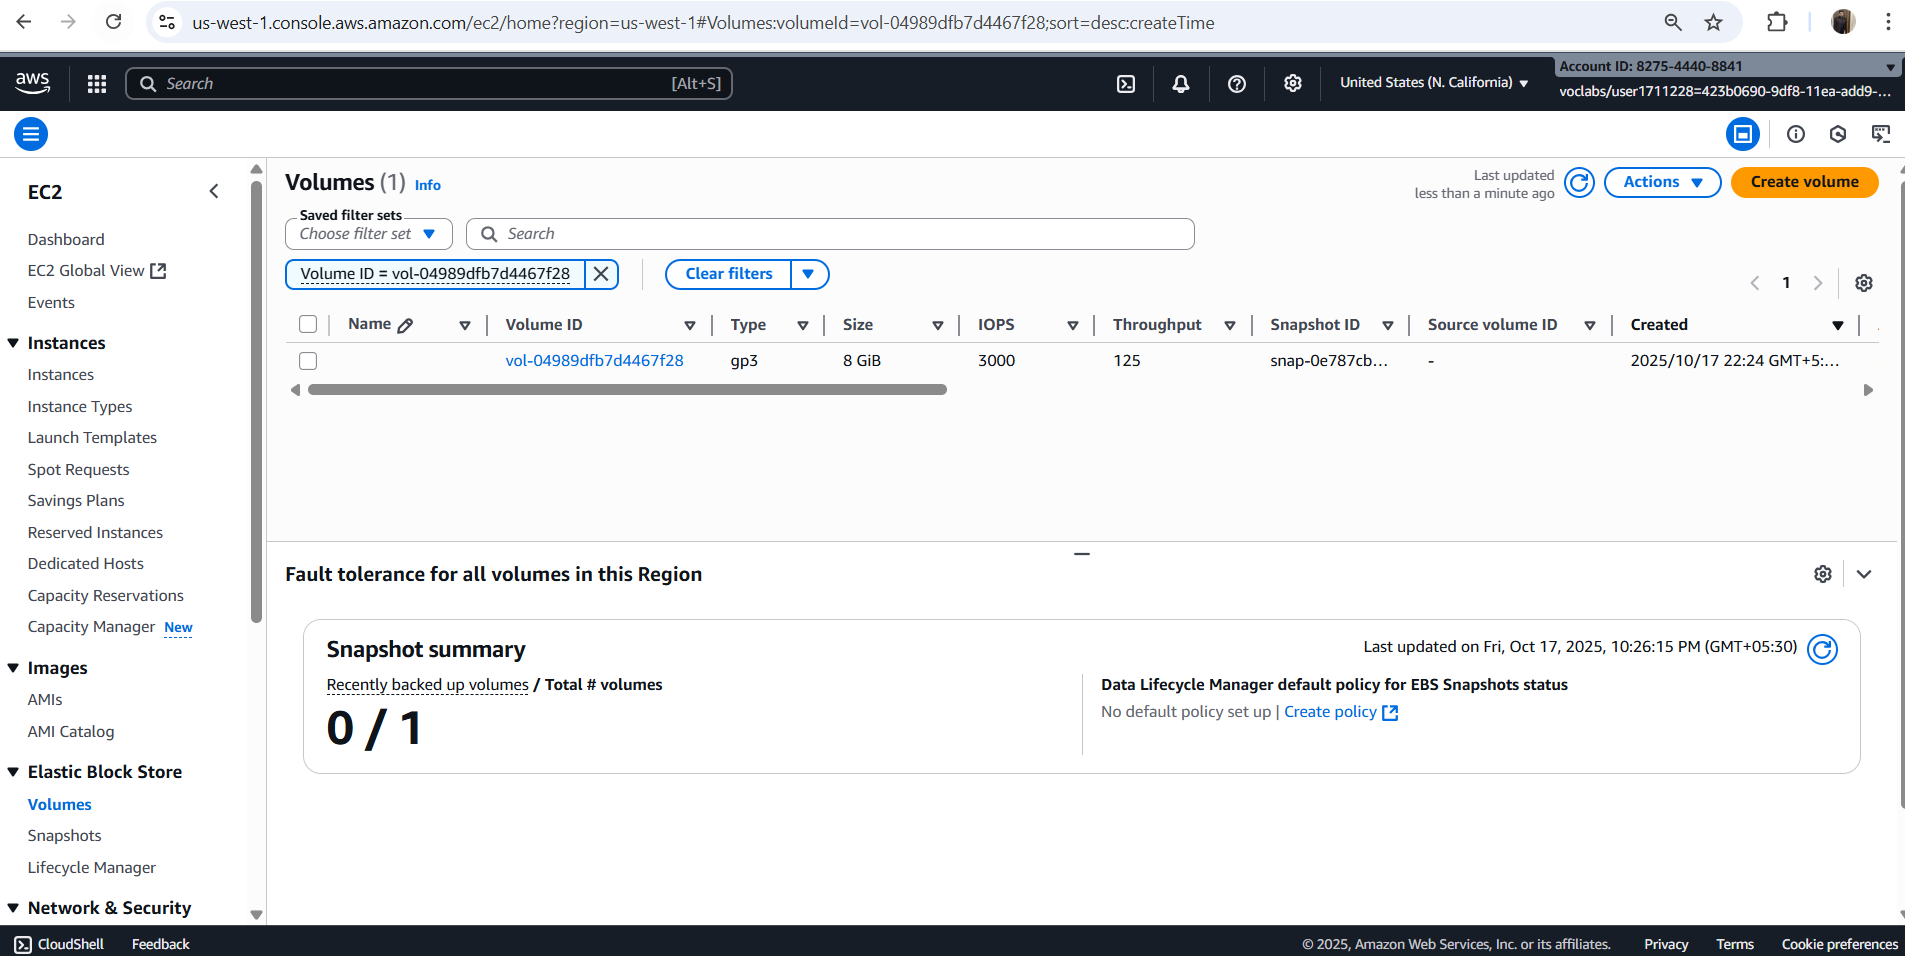 us-west-1.console.aws.amazon.com/ec2/home?region=us-west-1#Volumes:volumeId=vol-04989dfb7d4467f28;sort=desc:createTime
aws
Search
[Alt+S]
United States (N. California)
Account ID: 8275-4440-8841
voclabs/user1711228=423b0690-9df8-11ea-add9-...
EC2
Dashboard
EC2 Global View
Events
Instances
Instances
Instance Types
Launch Templates
Spot Requests
Savings Plans
Reserved Instances
Dedicated Hosts
Capacity Reservations
Capacity Manager New
Images
AMIs
AMI Catalog
Elastic Block Store
Volumes
Snapshots
Lifecycle Manager
Network & Security
Volumes (1) Info
Last updated
less than a minute ago
Actions
Create volume
Saved filter sets
Choose filter set
Search
Volume ID = vol-04989dfb7d4467f28
Clear filters
1
Name Volume ID Type Size IOPS Throughput Snapshot ID Source volume ID Created
vol-04989dfb7d4467f28 gp3 8 GiB 3000 125 snap-0e787cb... - 2025/10/17 22:24 GMT+5:...
Fault tolerance for all volumes in this Region
Snapshot summary
Last updated on Fri, Oct 17, 2025, 10:26:15 PM (GMT+05:30)
Recently backed up volumes / Total # volumes
0 / 1
Data Lifecycle Manager default policy for EBS Snapshots status
No default policy set up | Create policy
CloudShell Feedback
© 2025, Amazon Web Services, Inc. or its affiliates. Privacy Terms Cookie preferences